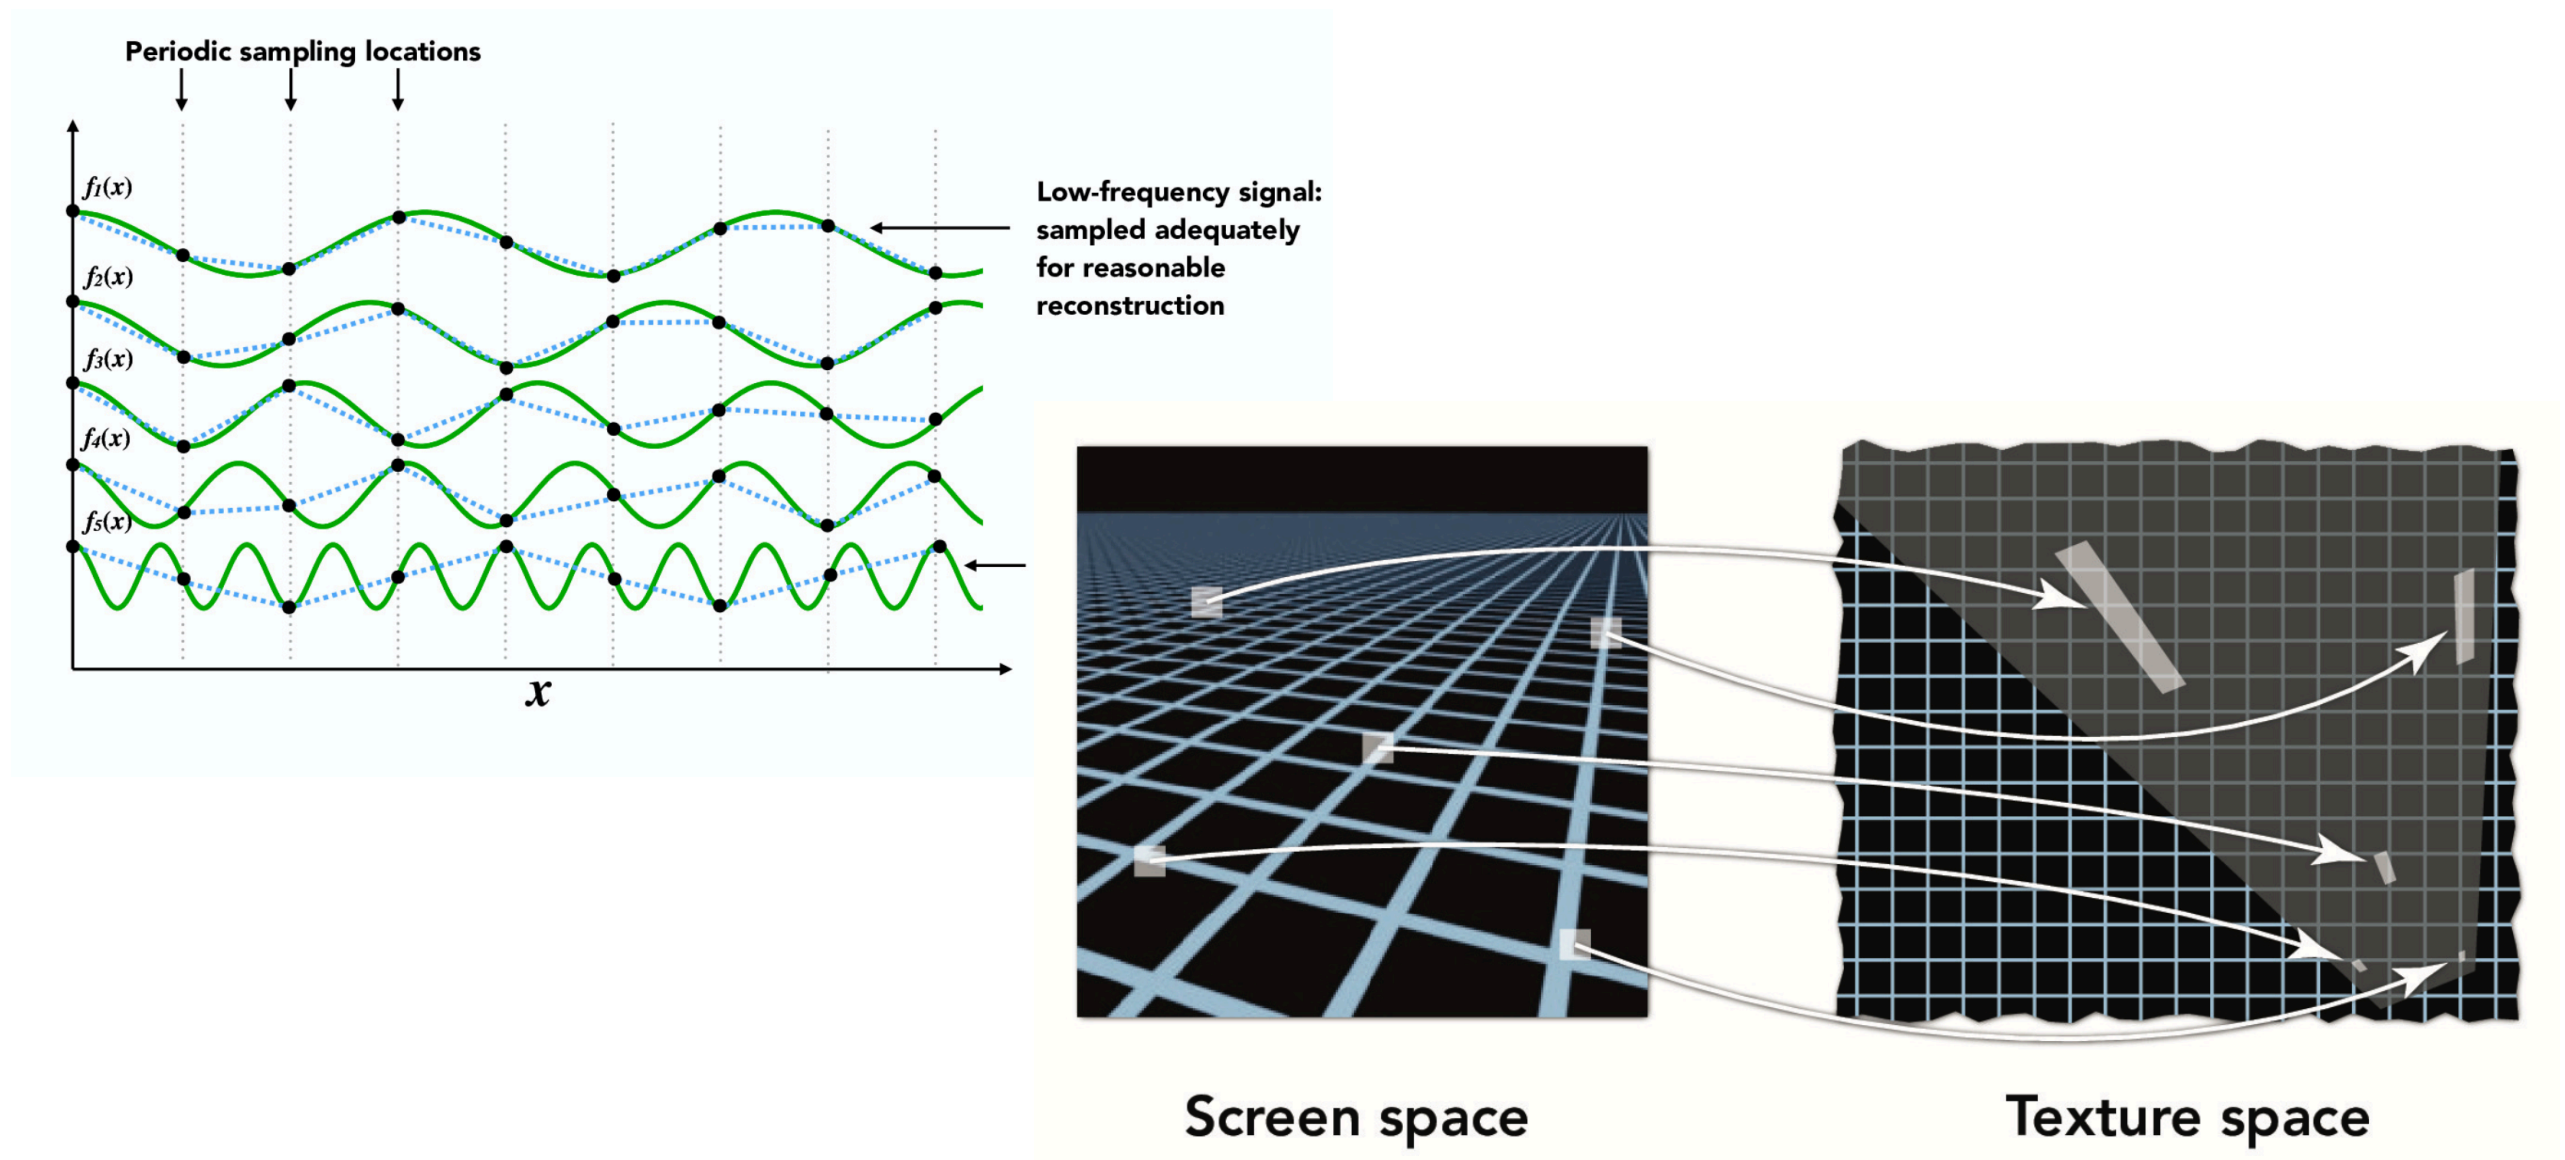 Periodic sampling locations
f1(x)
f2(x)
f3(x)
f4(x)
f5(x)
x
Low-frequency signal:
sampled adequately
for reasonable
reconstruction
Screen space
Texture space